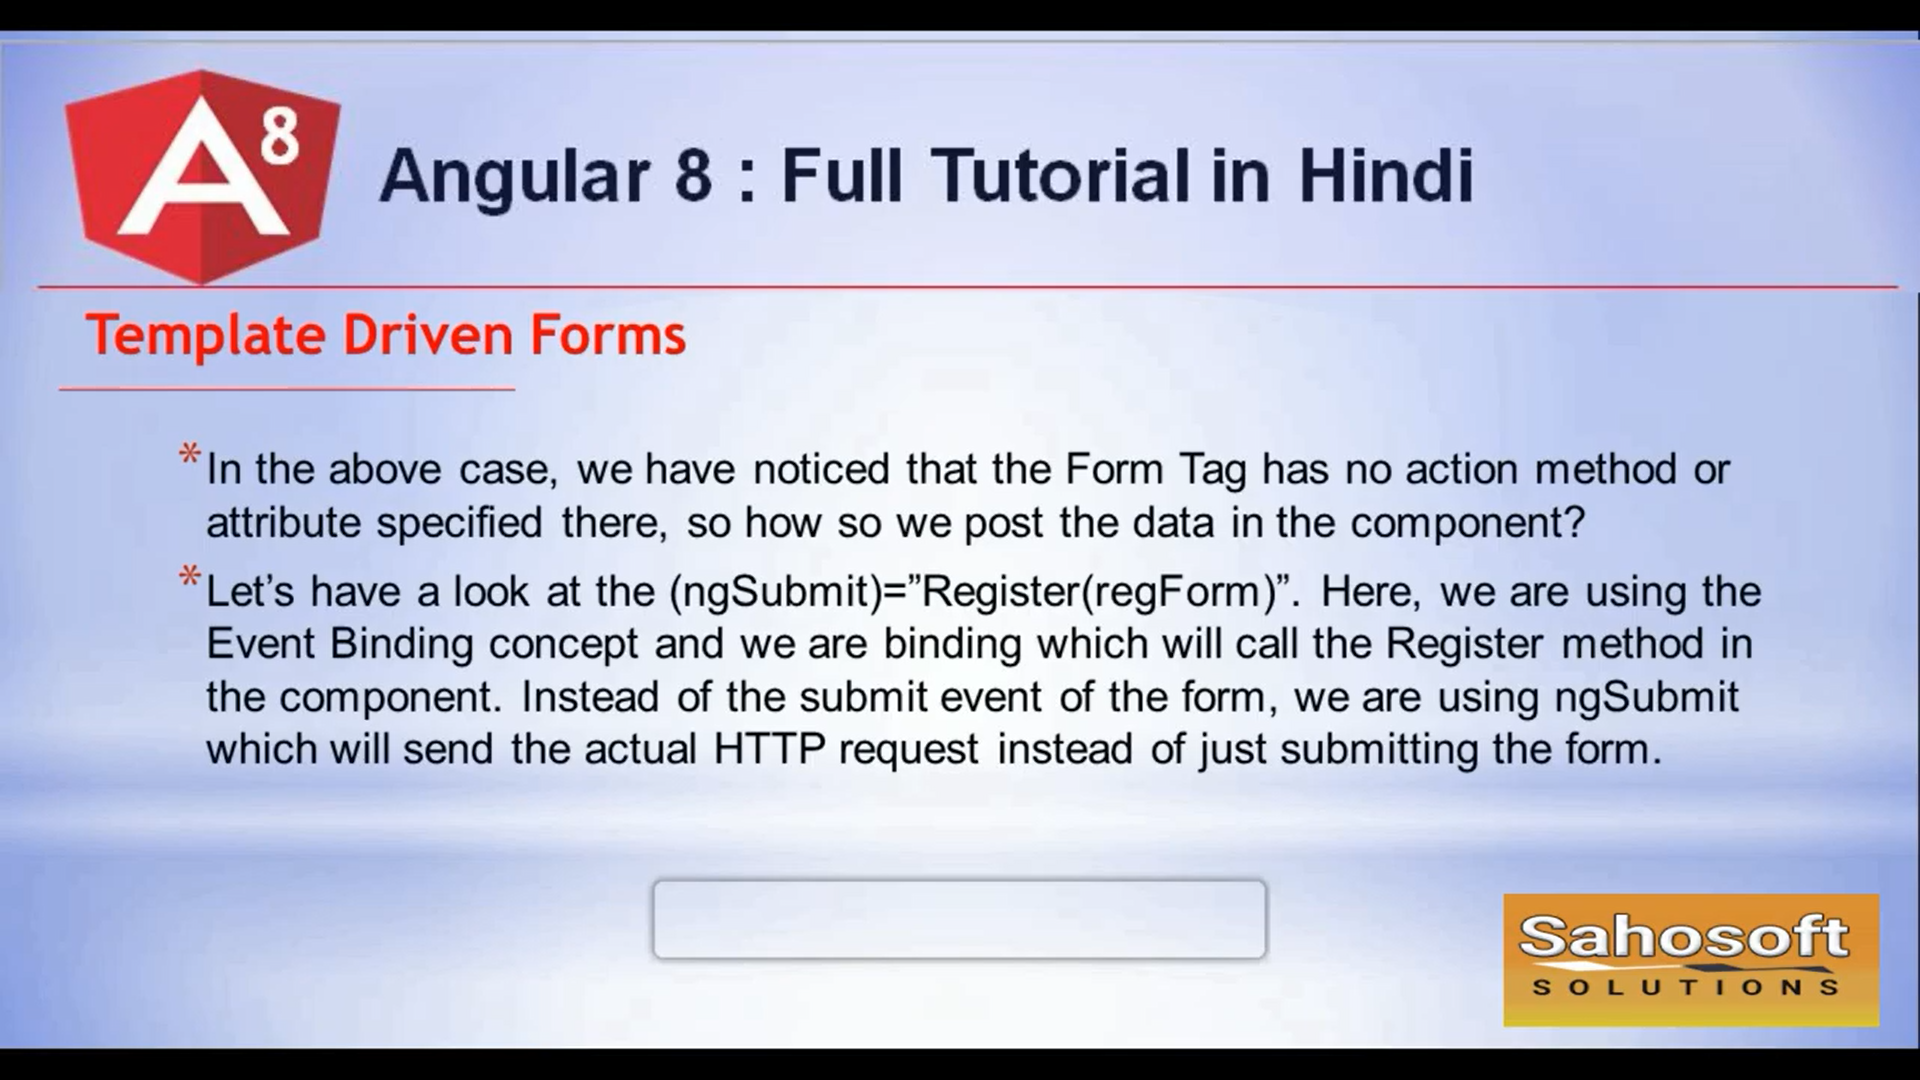 A8
Angular 8 : Full Tutorial in Hindi
Template Driven Forms
*In the above case, we have noticed that the Form Tag has no action method or
attribute specified there, so how so we post the data in the component?
*Let’s have a look at the (ngSubmit)=”Register(regForm)”. Here, we are using the
Event Binding concept and we are binding which will call the Register method in
the component. Instead of the submit event of the form, we are using ngSubmit
which will send the actual HTTP request instead of just submitting the form.
Sahosoft
SOLUTIONS